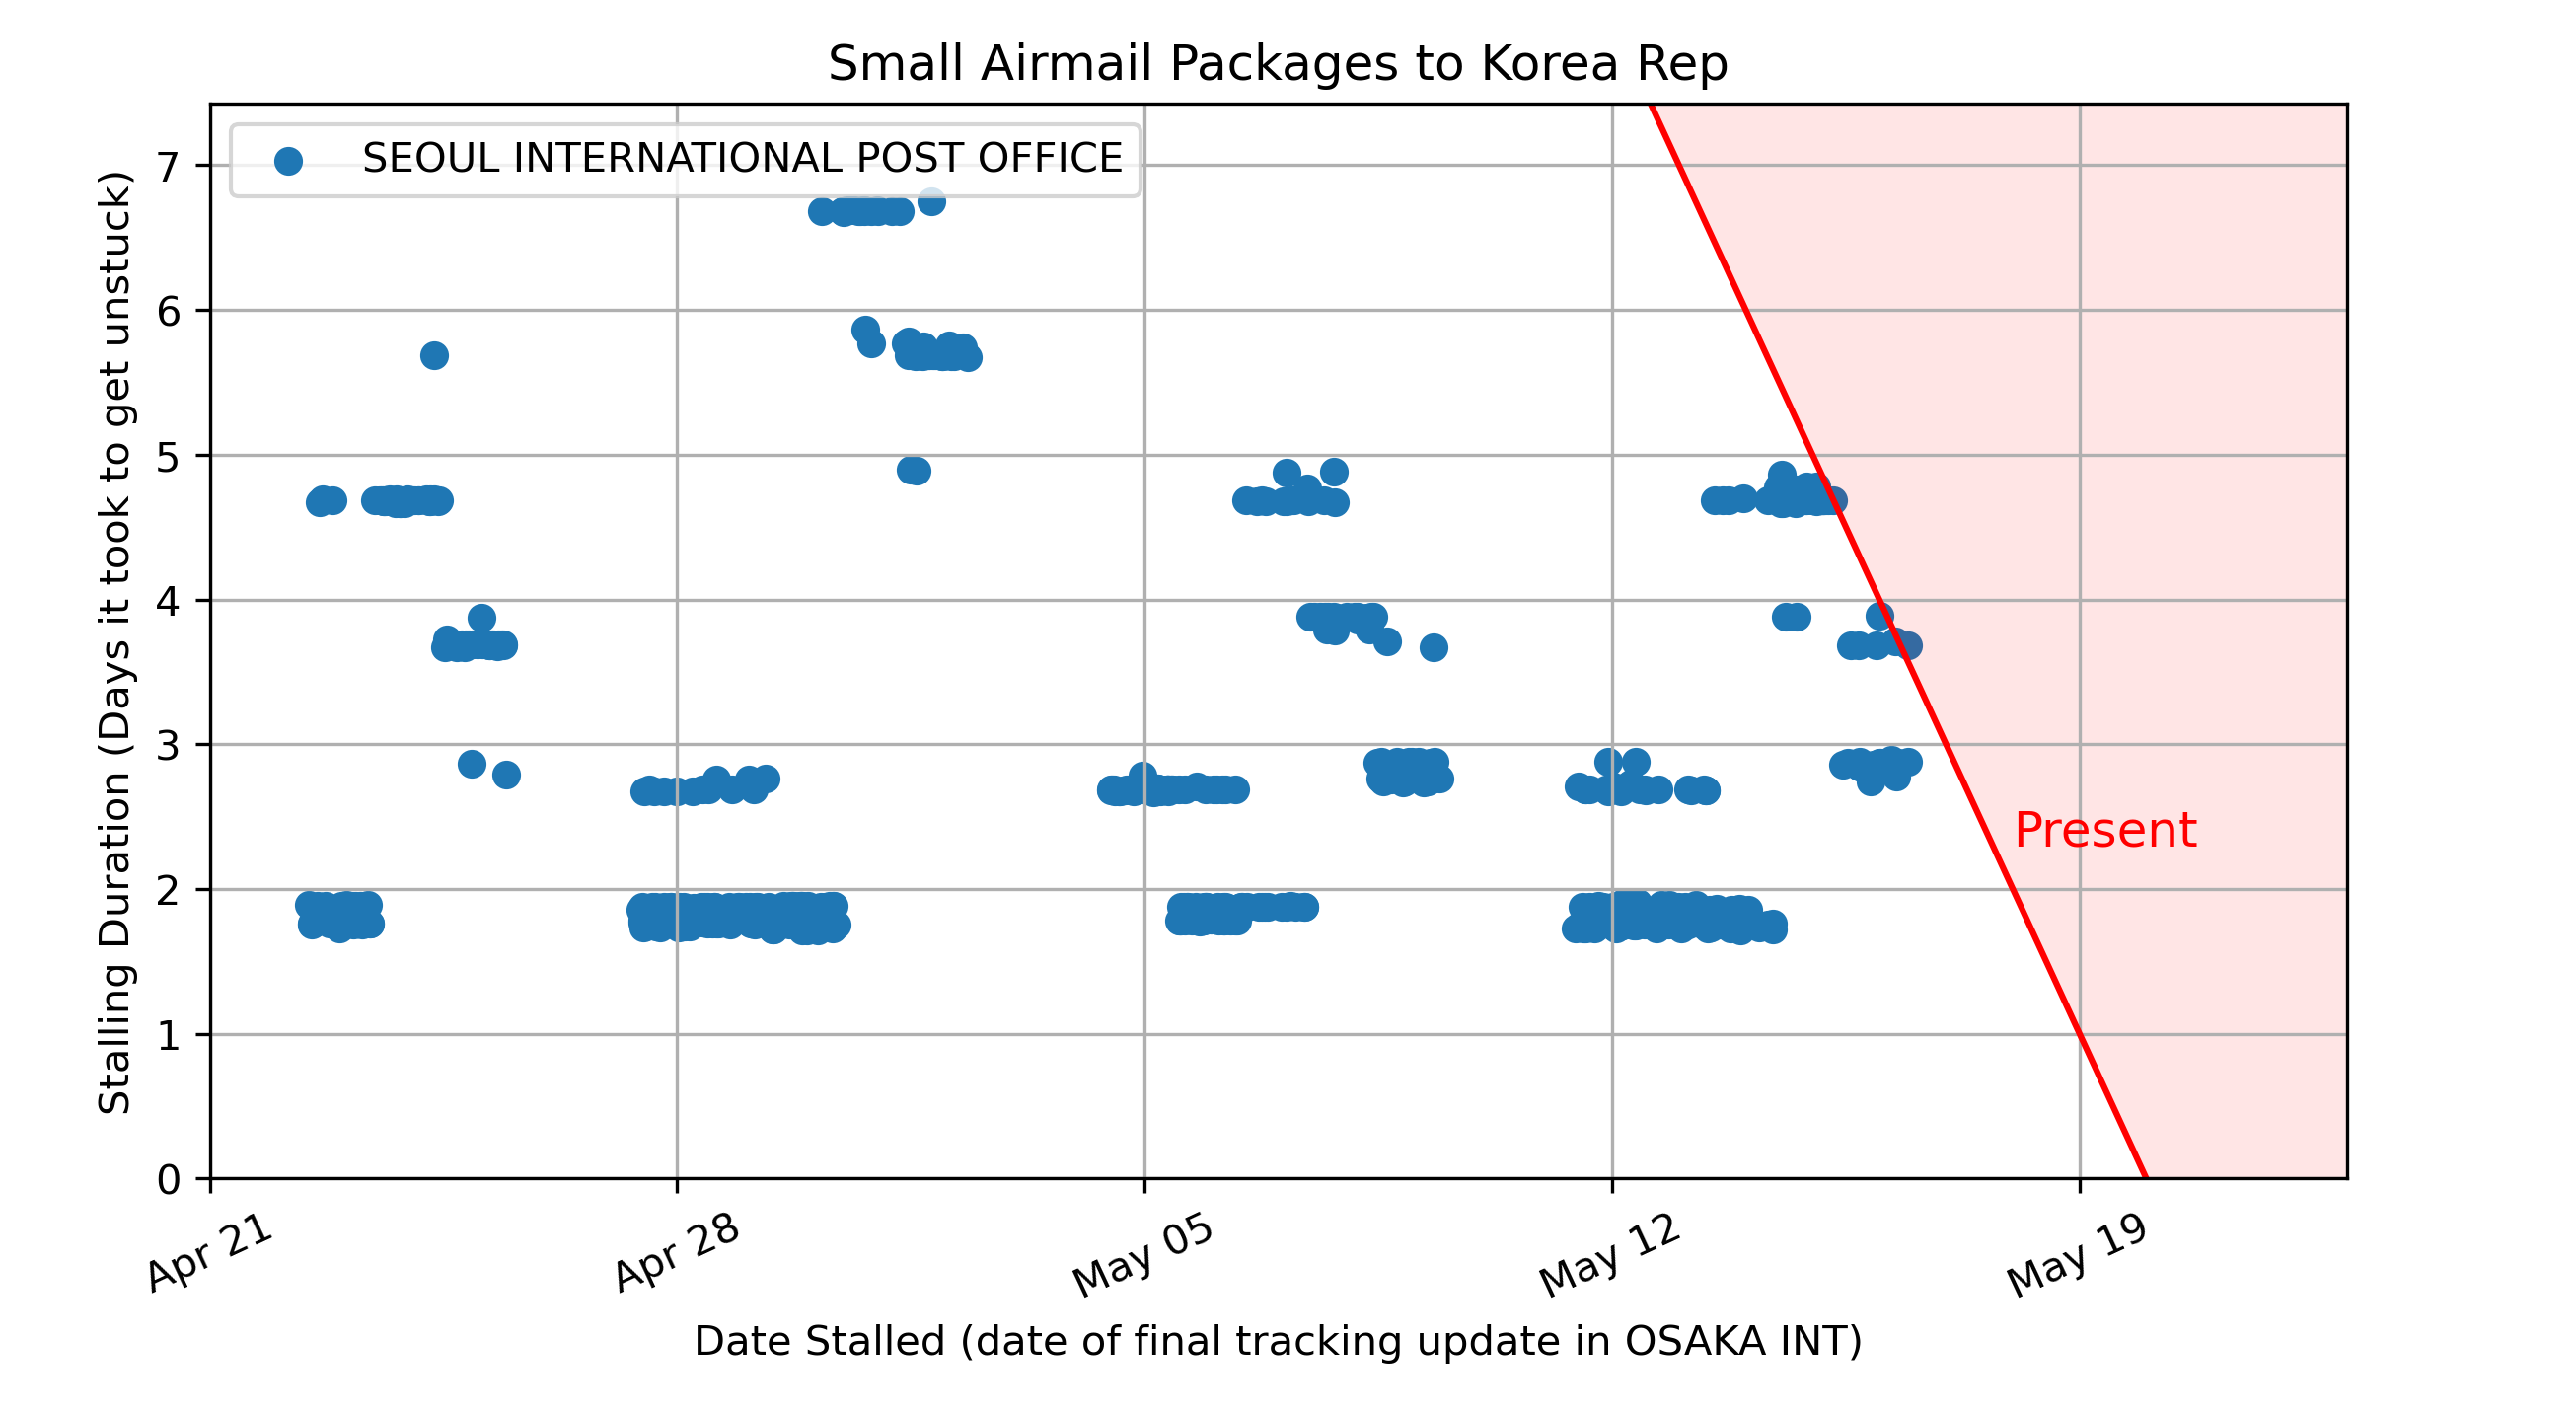 Small Airmail Packages to Korea Rep
SEOUL INTERNATIONAL POST OFFICE
Stalling Duration (Days it took to get unstuck)
7
6
5
4
3
2
1
0
Present
Apr 21
Apr 28
May 05
May 12
May 19
Date Stalled (date of final tracking update in OSAKA INT)